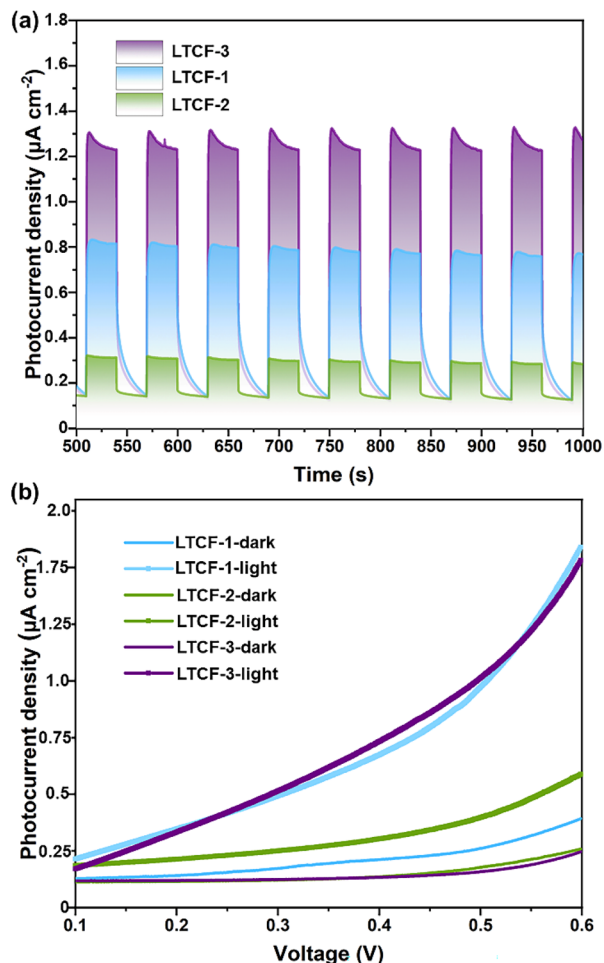 (a)
Photocurrent density (μA cm-2)
1.8
1.6
1.4
1.2
1.0
0.8
0.6
0.4
0.2
0
LTCF-3
LTCF-1
LTCF-2
500 550 600 650 700 750 800 850 900 950 1000
Time (s)
(b)
Photocurrent density (μA cm-2)
2.0
1.75
1.25
1.0
0.75
0.5
0.25
0
LTCF-1-dark
LTCF-1-light
LTCF-2-dark
LTCF-2-light
LTCF-3-dark
LTCF-3-light
0.1 0.2 0.3 0.4 0.5 0.6
Voltage (V)